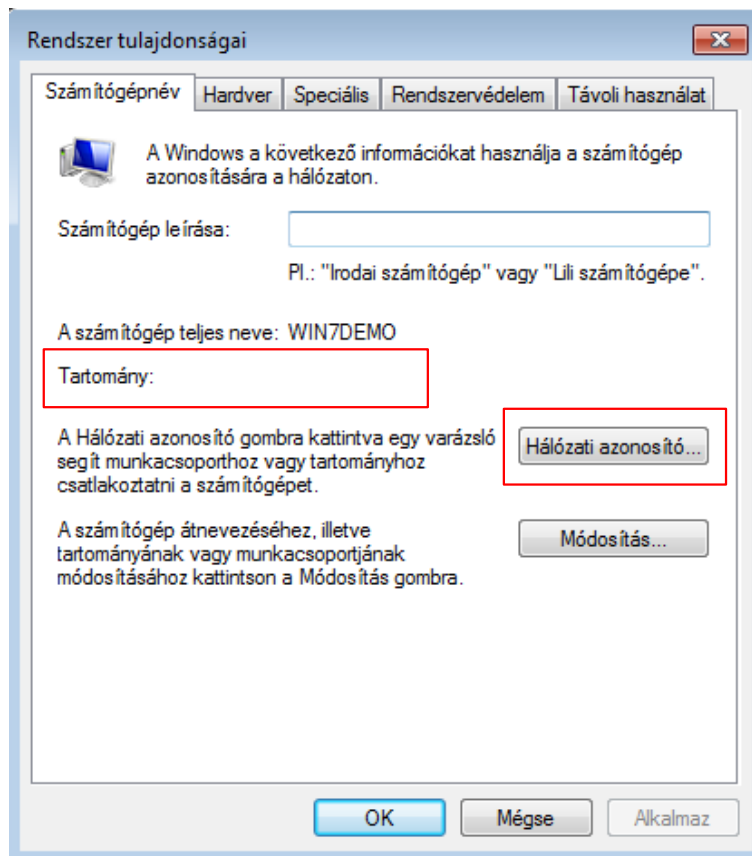 Rendszer tulajdonságai
Számítógépnév Hardver Speciális Rendszervédelem Távoli használat
A Windows a következő információkat használja a számítógép
azonosítására a hálózaton.
Számítógép leírása:
Pl.: "Irodai számítógép" vagy "Lili számítógépe".
A számítógép teljes neve: WIN7DEMO
Tartomány:
A Hálózati azonosító gombra kattintva egy varázsló
segít munkacsoporthoz vagy tartományhoz
csatlakoztatni a számítógépet.
Hálózati azonosító...
A számítógép átnevezéséhez, illetve
tartományának vagy munkacsoportjának
módosításához kattintson a Módosítás gombra.
Módosítás...
OK Mégse Alkalmaz